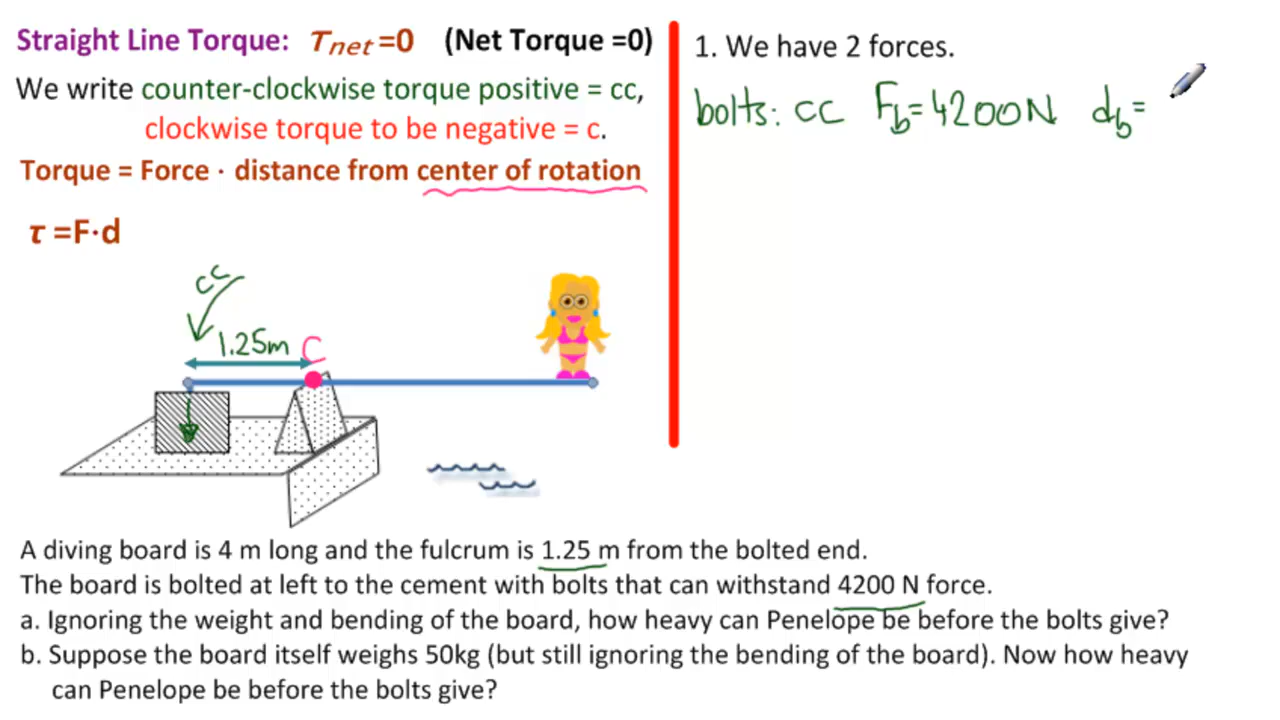 Straight Line Torque: τnet=0 (Net Torque =0)
We write counter-clockwise torque positive = cc,
clockwise torque to be negative = c.
Torque = Force · distance from center of rotation
τ =F·d
cc
1.25m C
1. We have 2 forces.
bolts: cc Fb=4200N db=
A diving board is 4 m long and the fulcrum is 1.25 m from the bolted end.
The board is bolted at left to the cement with bolts that can withstand 4200 N force.
a. Ignoring the weight and bending of the board, how heavy can Penelope be before the bolts give?
b. Suppose the board itself weighs 50kg (but still ignoring the bending of the board). Now how heavy
can Penelope be before the bolts give?